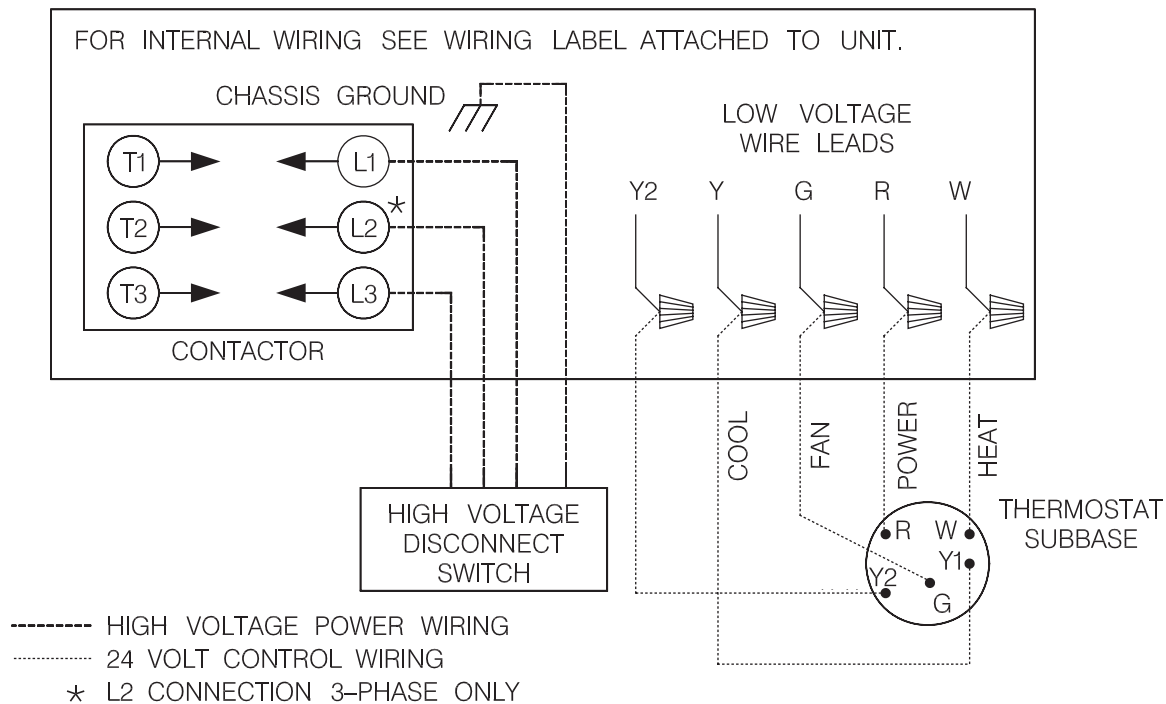 FOR INTERNAL WIRING SEE WIRING LABEL ATTACHED TO UNIT.
CHASSIS GROUND
LOW VOLTAGE
WIRE LEADS
T1 L1
T2 L2 *
T3 L3
CONTACTOR
Y2 Y G R W
COOL
FAN
POWER
HEAT
HIGH VOLTAGE
DISCONNECT
SWITCH
THERMOSTAT
SUBBASE
R W
Y1
Y2
G
HIGH VOLTAGE POWER WIRING
24 VOLT CONTROL WIRING
* L2 CONNECTION 3-PHASE ONLY